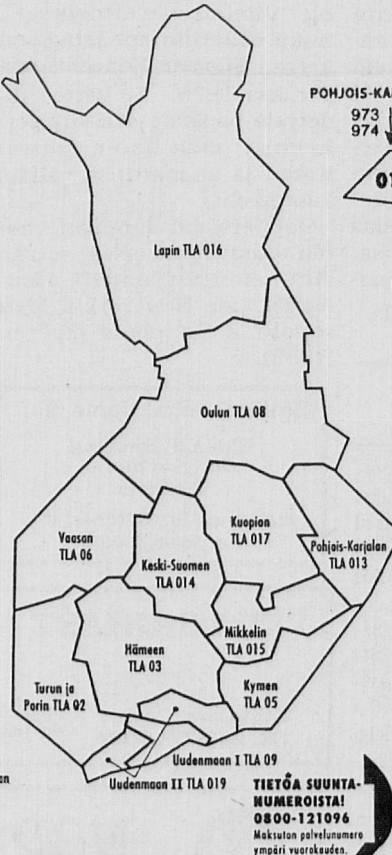 POHJOIS-KA
973
974
01
Lapin TLA 016
Oulun TLA 08
Vaasan
TLA 06
Kuopion
TLA 017
Keski-Suomen
TLA 014
Pohjois-Karjalan
TLA 013
Hämeen
TLA 03
Mikkelin
TLA 015
Turun ja
Porin TLA 02
Kymen
TLA 05
Uudenmaan I TLA 09
Uudenmaan II TLA 019
an
TIETOA SUUNTA-
NUMEROISTA!
0800-121096
Maksuton palvelunumero
ympäri vuorokauden.